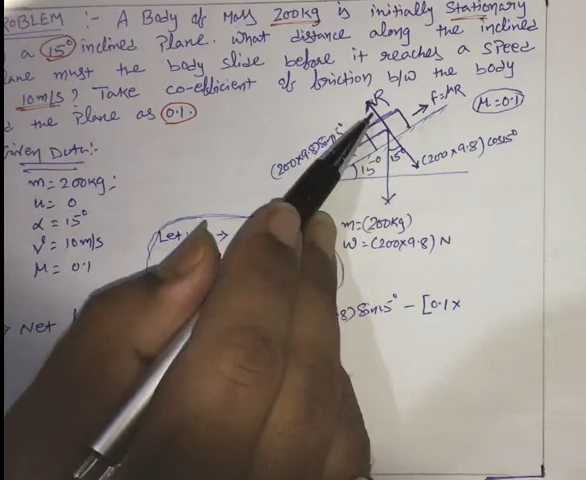 PROBLEM :- A Body of Mass 200kg is initially Stationary
a 15° inclined Plane. What distance along the inclined
must the body slide before it reaches a speed
10m/s? Take co-efficient of friction b/w the body
the Plane as 0.1.
Given Data:-
m = 200kg
u = 0
α = 15°
V = 10m/s
μ = 0.1
R
F = μR
μ = 0.1
(200×9.8)Sin15°
15°
15°
(200×9.8) cos15°
m = (200kg)
W = (200×9.8) N
Let
→ Net
8) Sin15° - [0.1×